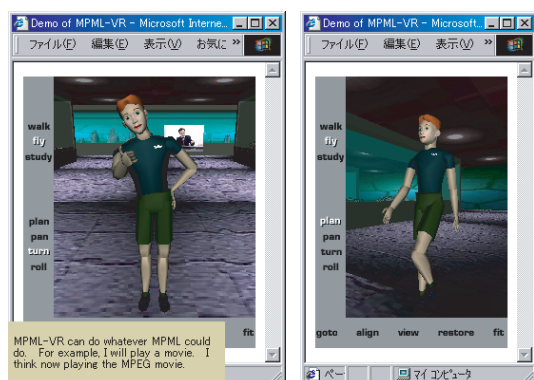 Demo of MPML-VR - Microsoft Interne...
ファイル(F) 編集(E) 表示(V) お気に »
walk
fly
study
plan
pan
turn
roll
fit
MPML-VR can do whatever MPML could
do. For example, I will play a movie. I
think now playing the MPEG movie.
Demo of MPML-VR - Microsoft...
ファイル(F) 編集(E) 表示(V) »
walk
fly
study
plan
pan
turn
roll
goto align view restore fit
ペー
マイ コンピュータ